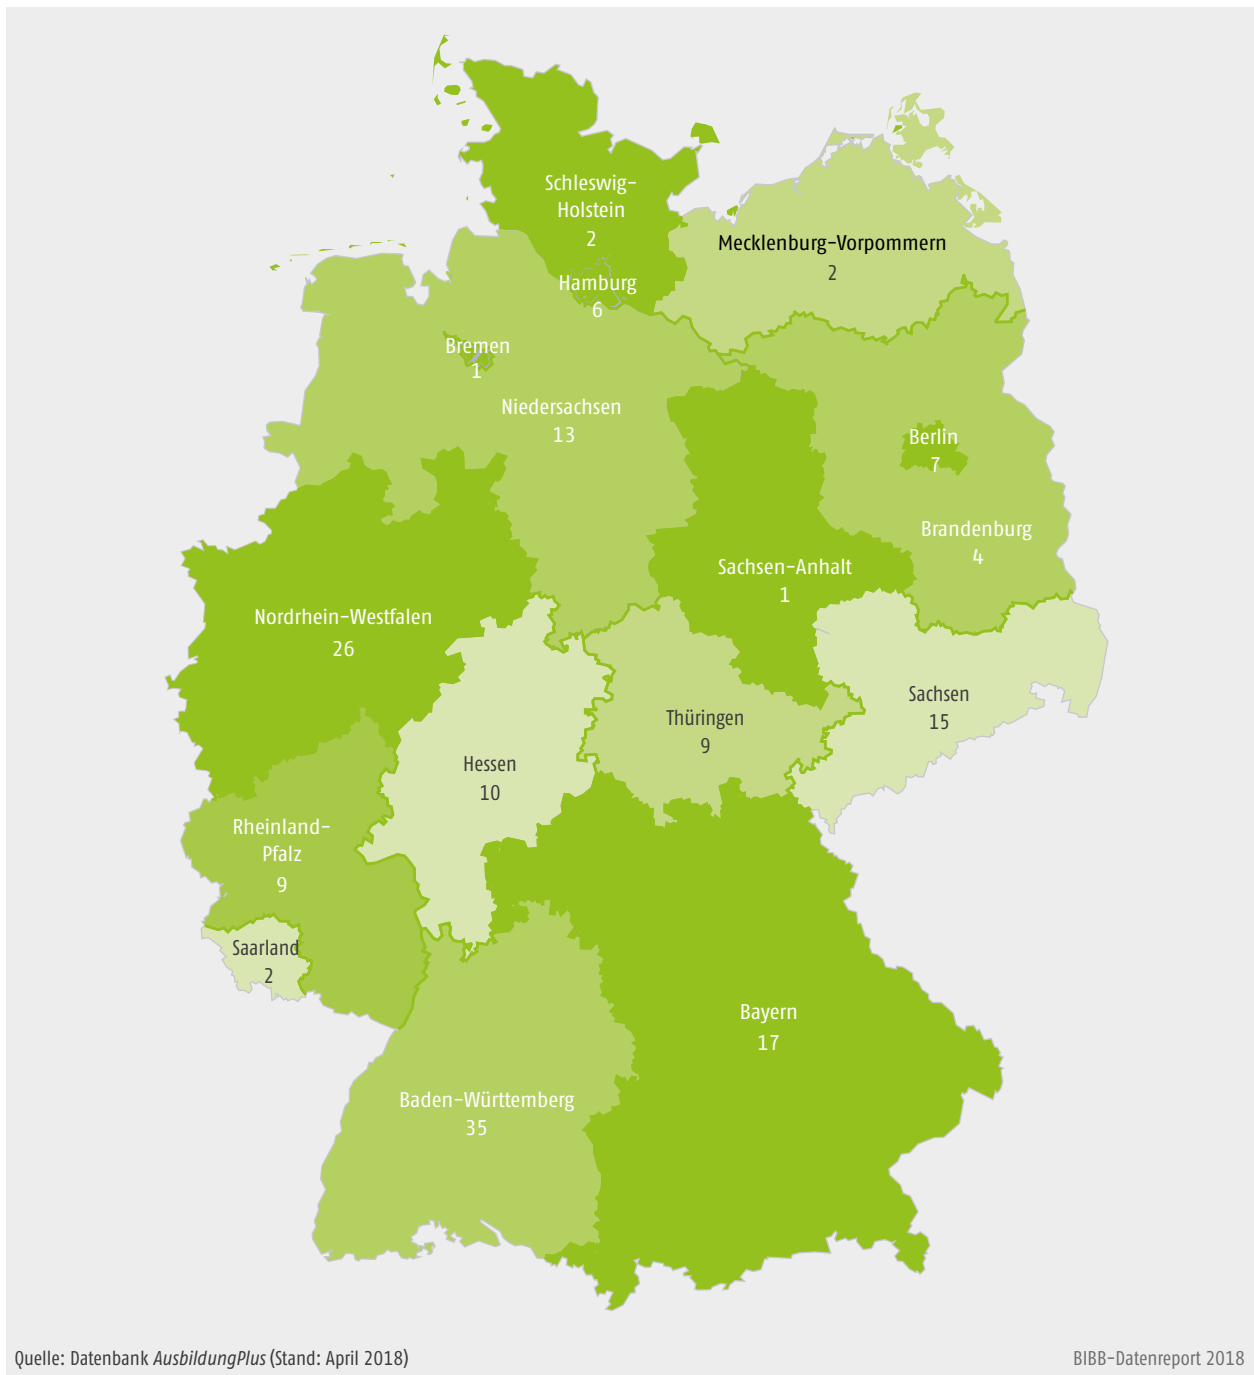 Schleswig-
Holstein
2
Mecklenburg-Vorpommern
2
Hamburg
6
Bremen
1
Niedersachsen
13
Berlin
7
Brandenburg
4
Sachsen-Anhalt
1
Nordrhein-Westfalen
26
Sachsen
15
Thüringen
9
Hessen
10
Rheinland-
Pfalz
9
Saarland
2
Bayern
17
Baden-Württemberg
35
Quelle: Datenbank AusbildungPlus (Stand: April 2018)
BIBB-Datenreport 2018